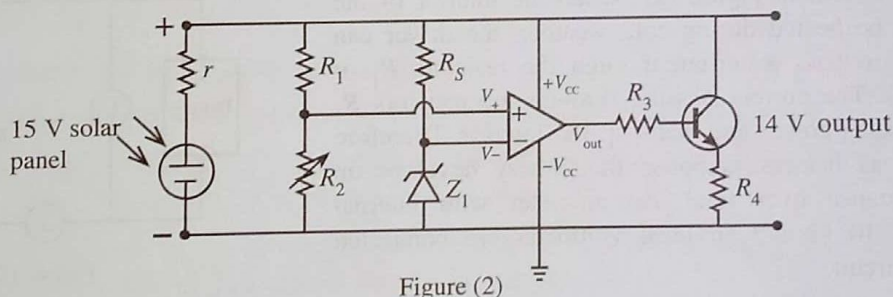 +
r
R1
RS
+Vcc
V+
+
R3
15 V solar
panel
R2
V−
−
Vout
14 V output
Z1
−Vcc
R4
−
Figure (2)